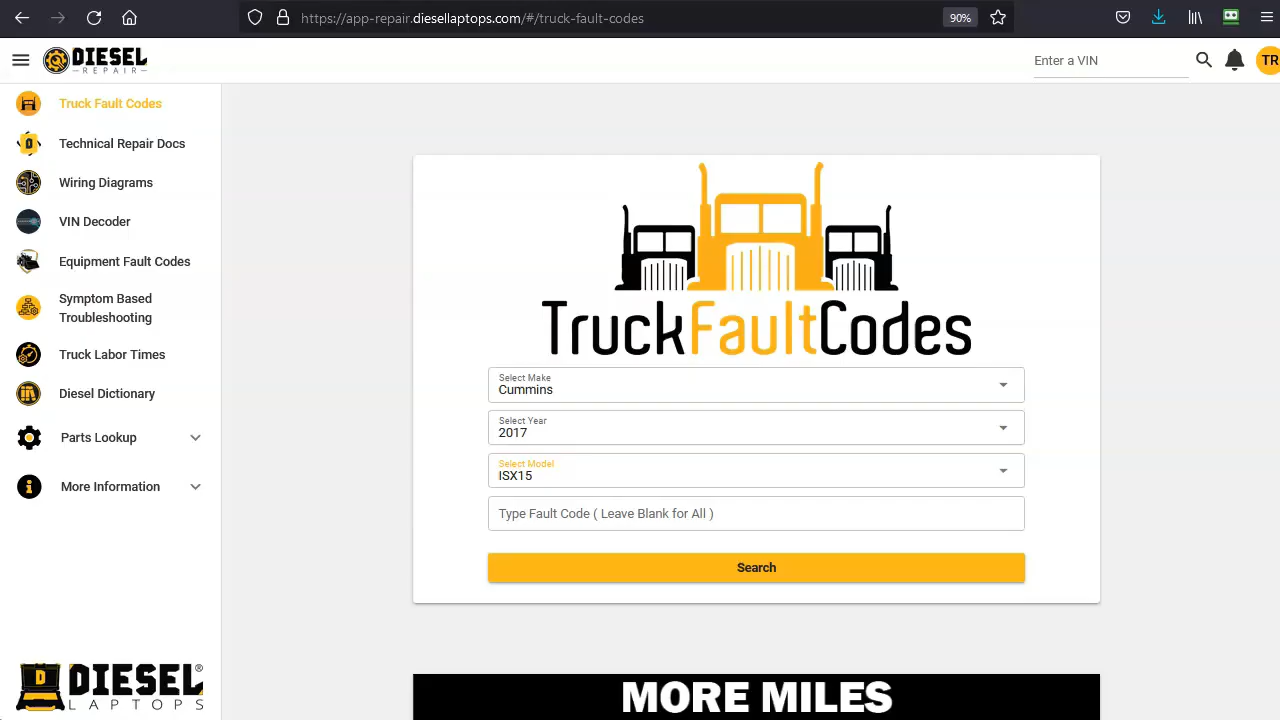 https://app-repair.diesellaptops.com/#/truck-fault-codes
90%
DIESEL
REPAIR
Enter a VIN
TR
Truck Fault Codes
Technical Repair Docs
Wiring Diagrams
VIN Decoder
Equipment Fault Codes
Symptom Based
Troubleshooting
Truck Labor Times
Diesel Dictionary
Parts Lookup
More Information
TruckFaultCodes
Select Make
Cummins
Select Year
2017
Select Model
ISX15
Type Fault Code ( Leave Blank for All )
Search
D DIESEL®
LAPTOPS
MORE MILES